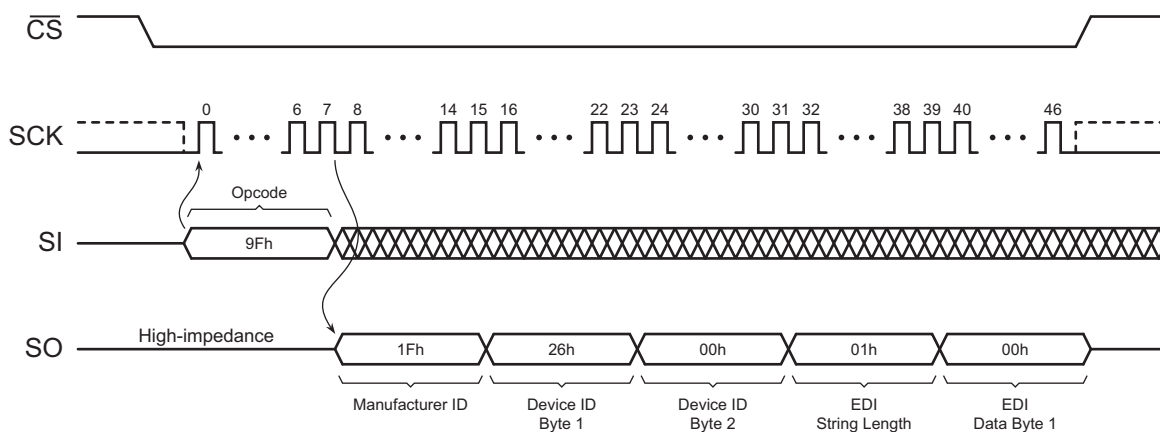 CS
0 6 7 8 14 15 16 22 23 24 30 31 32 38 39 40 46
SCK
Opcode
SI 9Fh
High-impedance
SO 1Fh 26h 00h 01h 00h
Manufacturer ID
Device ID
Byte 1
Device ID
Byte 2
EDI
String Length
EDI
Data Byte 1